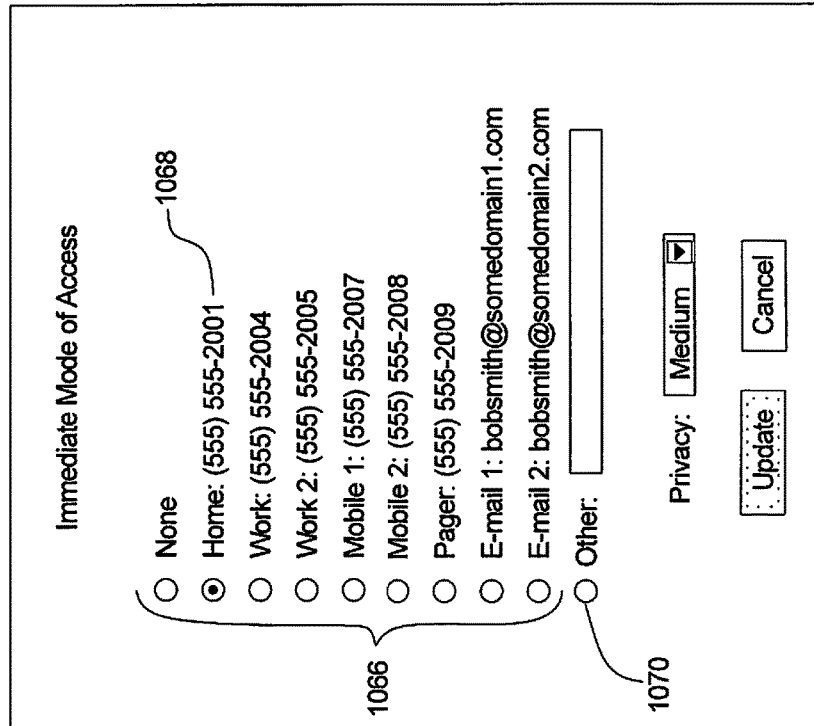 Immediate Mode of Access
None
Home: (555) 555-2001
1068
Work: (555) 555-2004
Work 2: (555) 555-2005
Mobile 1: (555) 555-2007
Mobile 2: (555) 555-2008
Pager: (555) 555-2009
E-mail 1: bobsmith@somedomain1.com
E-mail 2: bobsmith@somedomain2.com
1066
Other:
1070
Privacy: Medium
Update Cancel